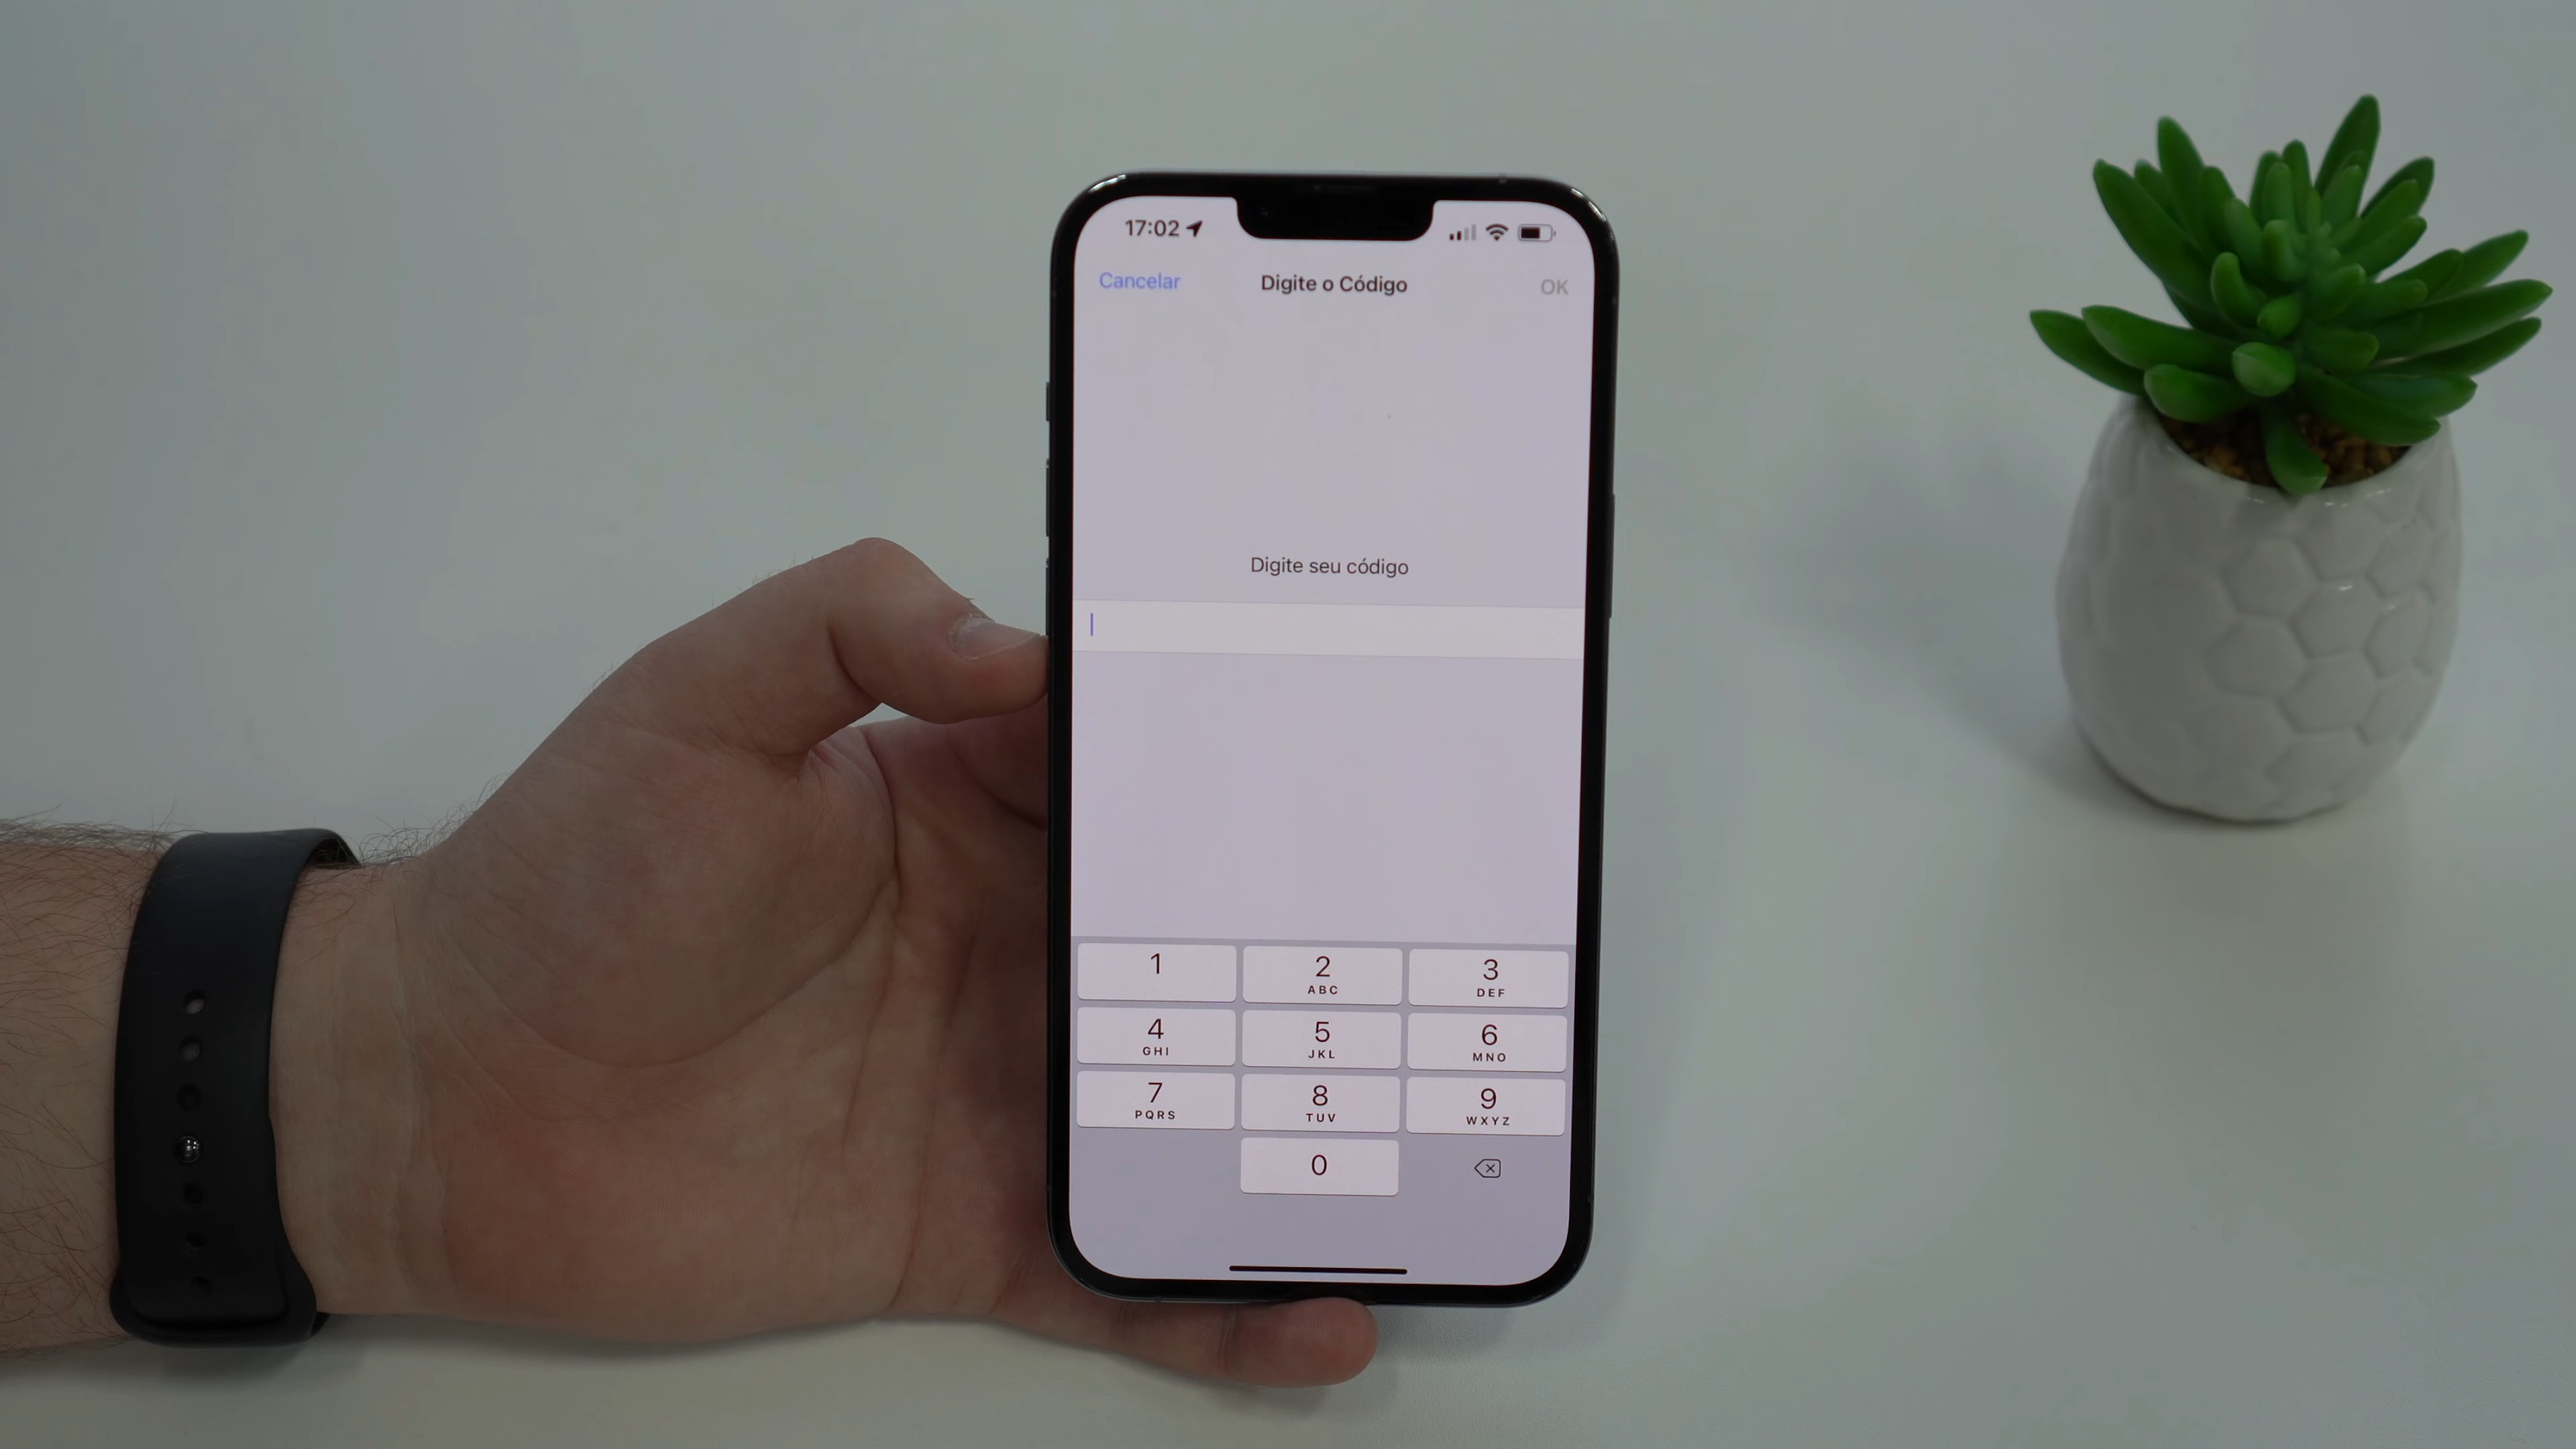 17:02
Cancelar
Digite o Código
OK
Digite seu código
1
2
ABC
3
DEF
4
GHI
5
JKL
6
MNO
7
PQRS
8
TUV
9
WXYZ
0